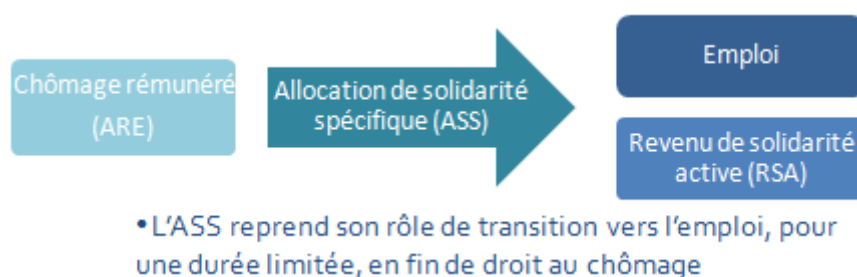 Chômage rémunéré
(ARE)
Allocation de solidarité
spécifique (ASS)
Emploi
Revenu de solidarité
active (RSA)
•L’ASS reprend son rôle de transition vers l’emploi, pour
une durée limitée, en fin de droit au chômage